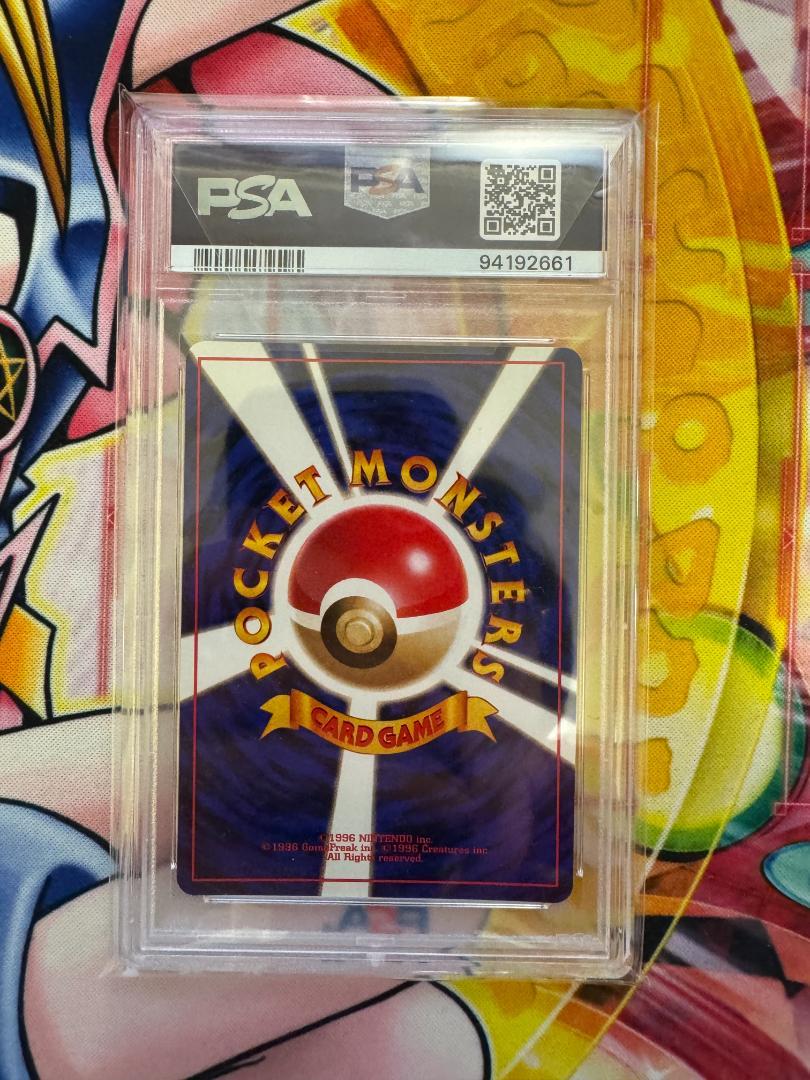 PSA PSA
94192661
POCKET MONSTERS
CARD GAME
©1996 NINTENDO inc.
©1996 GameFreak inc. ©1996 Creatures inc.
All Rights reserved.